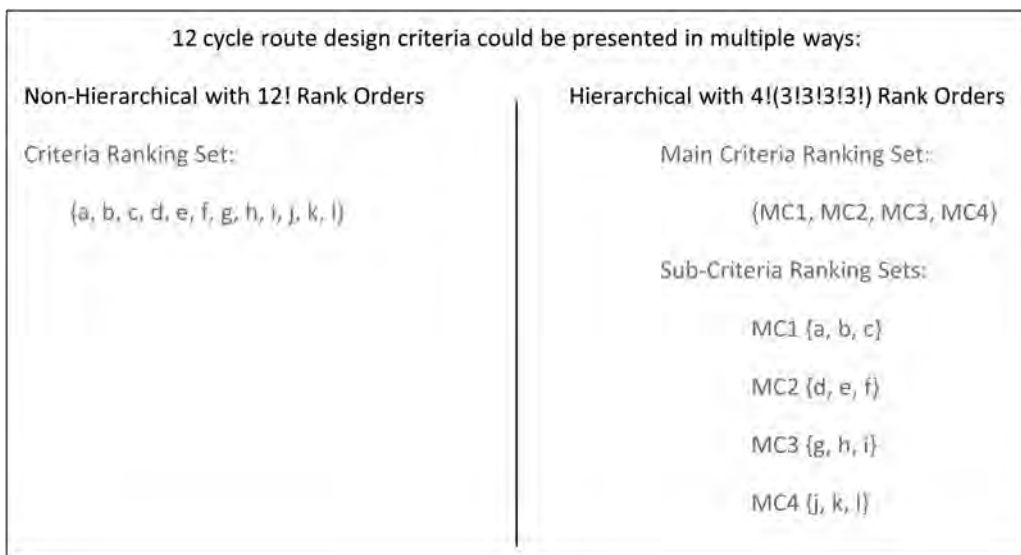 12 cycle route design criteria could be presented in multiple ways:
Non-Hierarchical with 12! Rank Orders
Criteria Ranking Set:
{a, b, c, d, e, f, g, h, i, j, k, l}
Hierarchical with 4!(3!3!3!3!) Rank Orders
Main Criteria Ranking Set:
{MC1, MC2, MC3, MC4}
Sub-Criteria Ranking Sets:
MC1 {a, b, c}
MC2 {d, e, f}
MC3 {g, h, i}
MC4 {j, k, l}